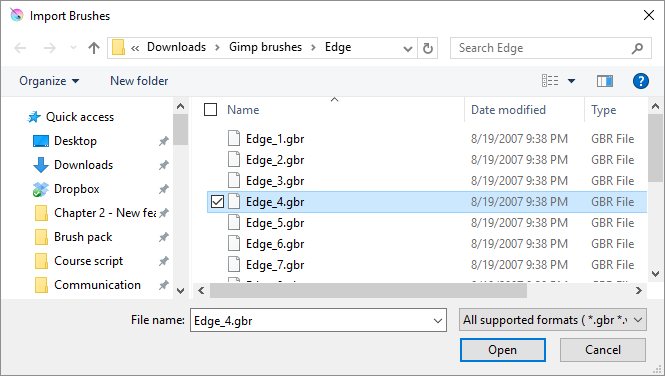 Import Brushes
« Downloads > Gimp brushes > Edge
Search Edge
Organize
New folder
Name
Date modified
Type
Quick access
Desktop
Downloads
Dropbox
Chapter 2 - New fea
Brush pack
Course script
Communication
Edge_1.gbr 8/19/2007 9:38 PM GBR File
Edge_2.gbr 8/19/2007 9:38 PM GBR File
Edge_3.gbr 8/19/2007 9:38 PM GBR File
Edge_4.gbr 8/19/2007 9:38 PM GBR File
Edge_5.gbr 8/19/2007 9:38 PM GBR File
Edge_6.gbr 8/19/2007 9:38 PM GBR File
Edge_7.gbr 8/19/2007 9:38 PM GBR File
File name: Edge_4.gbr
All supported formats ( *.gbr *.
Open
Cancel